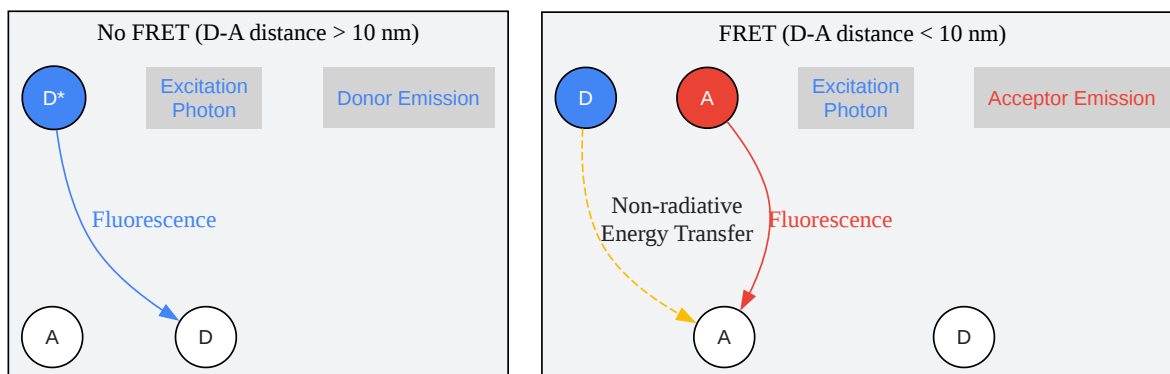 No FRET (D-A distance > 10 nm)
D*
Excitation
Photon
Donor Emission
Fluorescence
A
D
FRET (D-A distance < 10 nm)
D
A
Excitation
Photon
Acceptor Emission
Non-radiative
Energy Transfer
Fluorescence
A
D